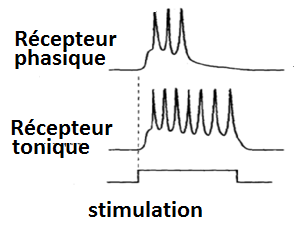 Récepteur
phasique
Récepteur
tonique
stimulation